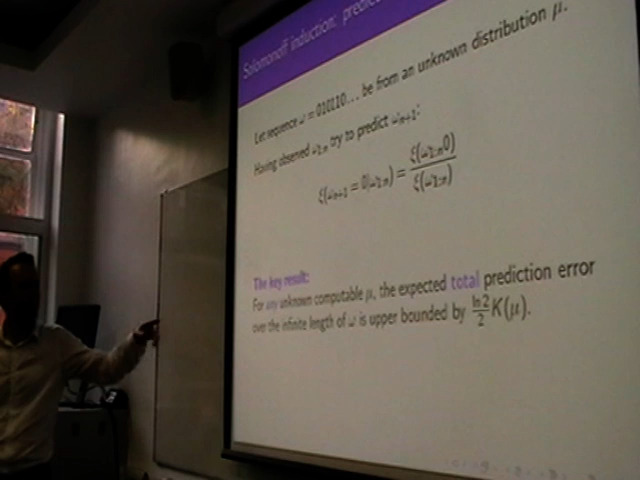 Solomonoff induction:
Let sequence ω = 010110... be from an unknown distribution μ.
Having observed ω₁:ₙ try to predict ωₙ₊₁:
ξ(ωₙ₊₁ = 0|ω₁:ₙ) = ξ(ω₁:ₙ0) / ξ(ω₁:ₙ)
The key result:
For any unknown computable μ, the expected total prediction error
over the infinite length of ω is upper bounded by ln 2 / 2 K(μ).